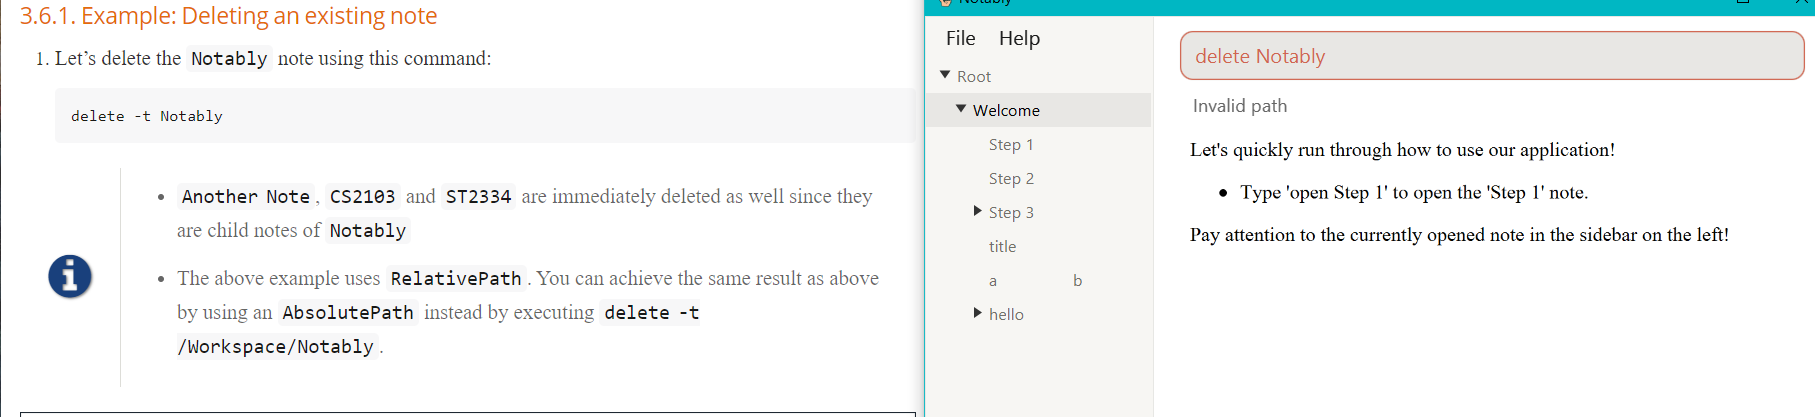 3.6.1. Example: Deleting an existing note
1. Let’s delete the Notably note using this command:
delete -t Notably
• Another Note, CS2103 and ST2334 are immediately deleted as well since they
are child notes of Notably
• The above example uses RelativePath. You can achieve the same result as above
by using an AbsolutePath instead by executing delete -t
/Workspace/Notably.
Notably
File Help
Root
Welcome
Step 1
Step 2
Step 3
title
a b
hello
delete Notably
Invalid path
Let's quickly run through how to use our application!
• Type 'open Step 1' to open the 'Step 1' note.
Pay attention to the currently opened note in the sidebar on the left!